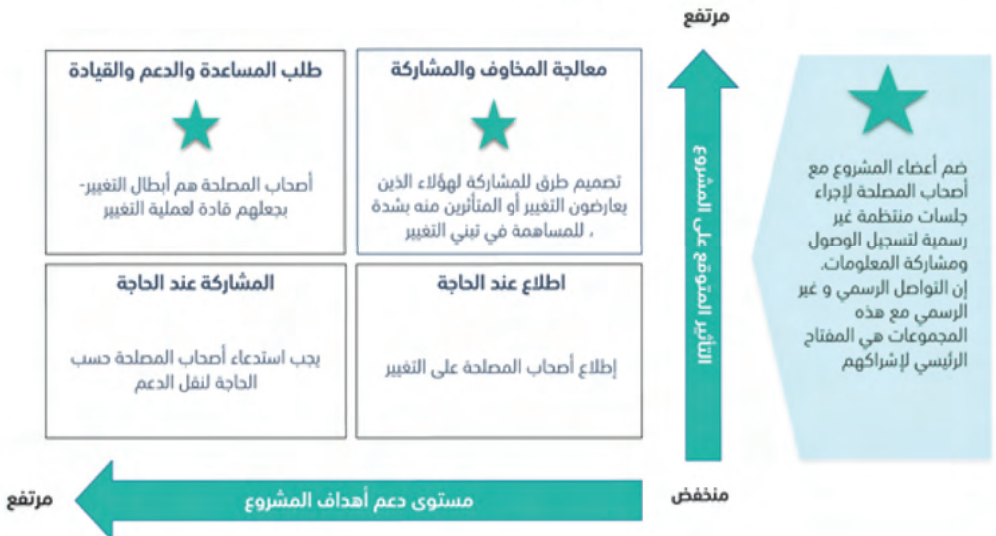 مرتفع
ضم أعضاء المشروع مع
أصحاب المصلحة لإجراء
جلسات منتظمة غير
رسمية لتسجيل الوصول
ومشاركة المعلومات.
إن التواصل الرسمي و غير
الرسمي مع هذه
المجموعات هي المفتاح
الرئيسي لإشراكهم
التأثير المتوقع على المشروع
معالجة المخاوف والمشاركة
تصميم طرق للمشاركة لهؤلاء الذين
يعارضون التغيير أو المتأثرين منه بشدة
، للمساهمة في تبني التغيير
طلب المساعدة والدعم والقيادة
أصحاب المصلحة هم أبطال التغيير-
بجعلهم قادة لعملية التغيير
اطلاع عند الحاجة
إطلاع أصحاب المصلحة على التغيير
المشاركة عند الحاجة
يجب استدعاء أصحاب المصلحة حسب
الحاجة لنقل الدعم
منخفض
مستوى دعم أهداف المشروع
مرتفع